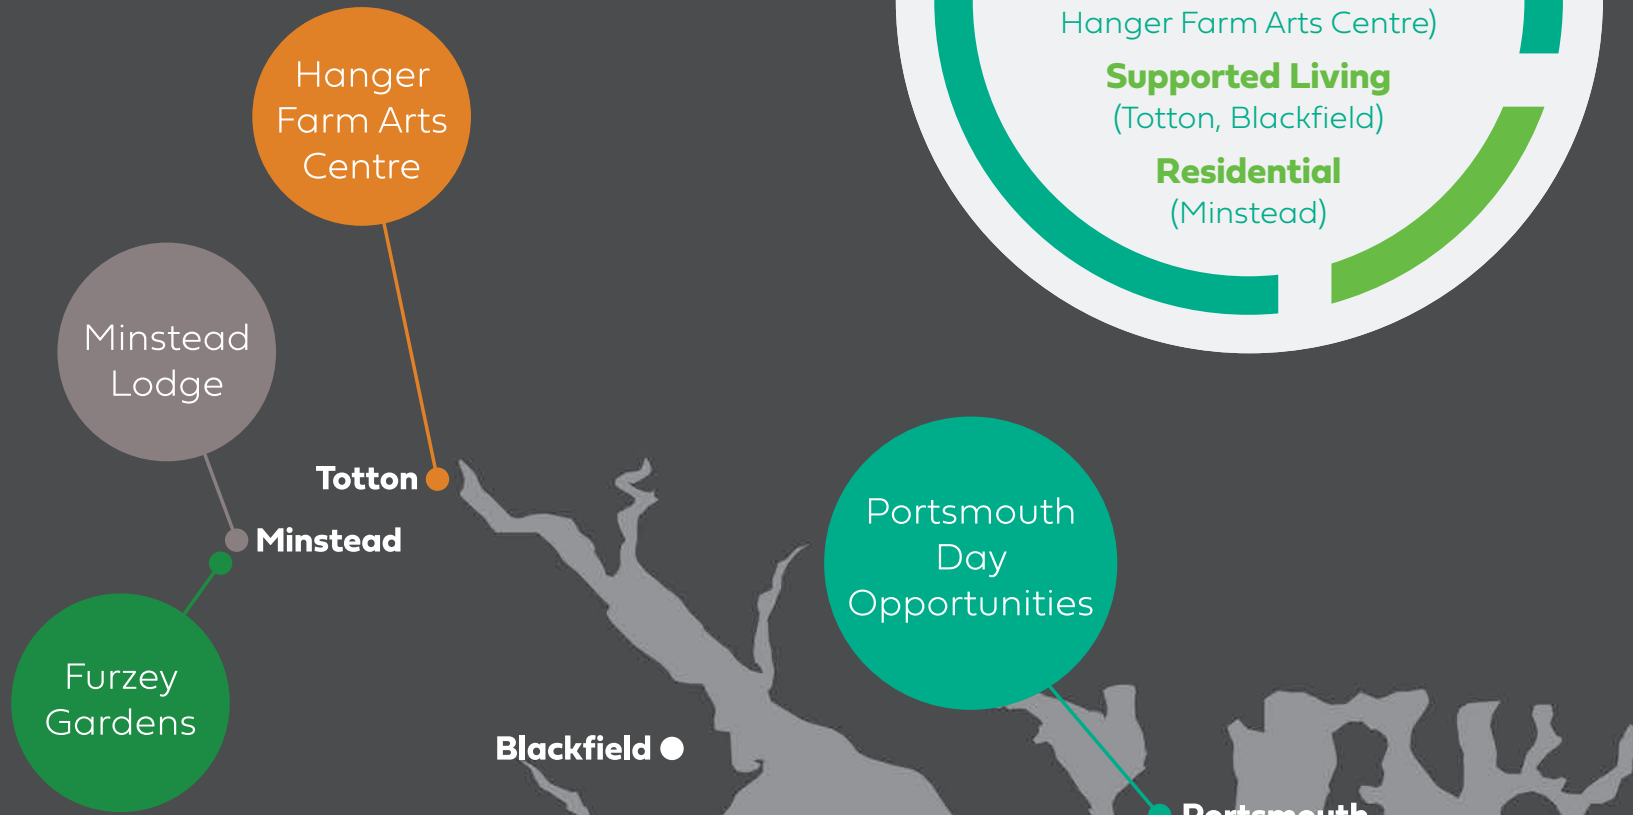 Hanger Farm Arts Centre)
Supported Living
(Totton, Blackfield)
Residential
(Minstead)
Hanger
Farm Arts
Centre
Minstead
Lodge
Totton
Minstead
Portsmouth
Day
Opportunities
Furzey
Gardens
Blackfield
Portsmouth